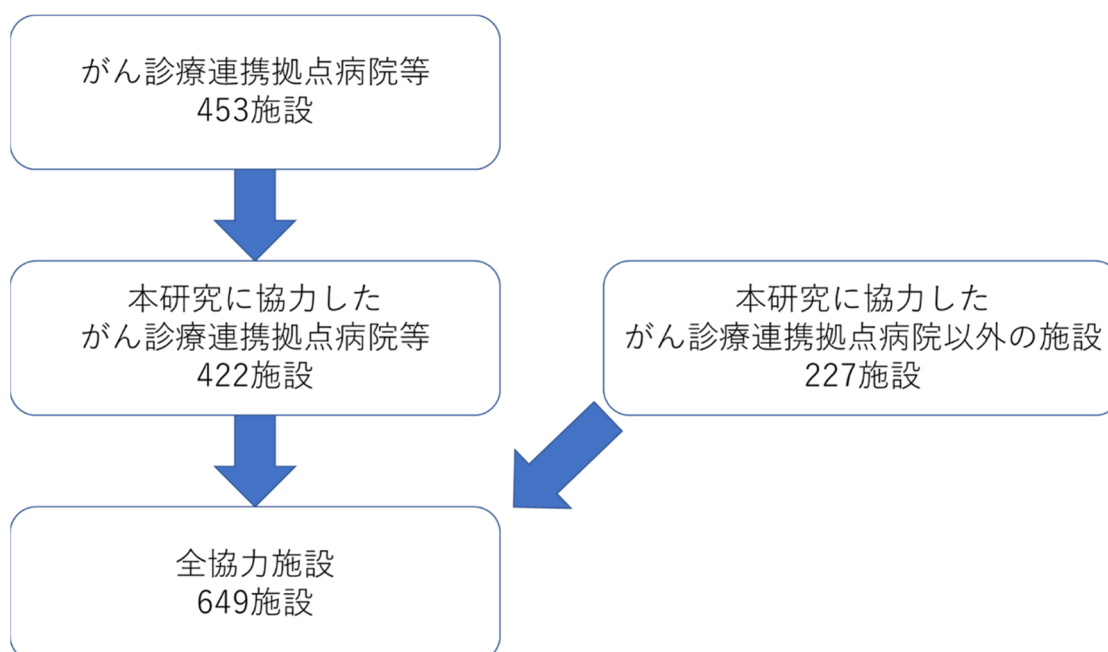 がん診療連携拠点病院等
453施設
本研究に協力した
がん診療連携拠点病院等
422施設
本研究に協力した
がん診療連携拠点病院以外の施設
227施設
全協力施設
649施設